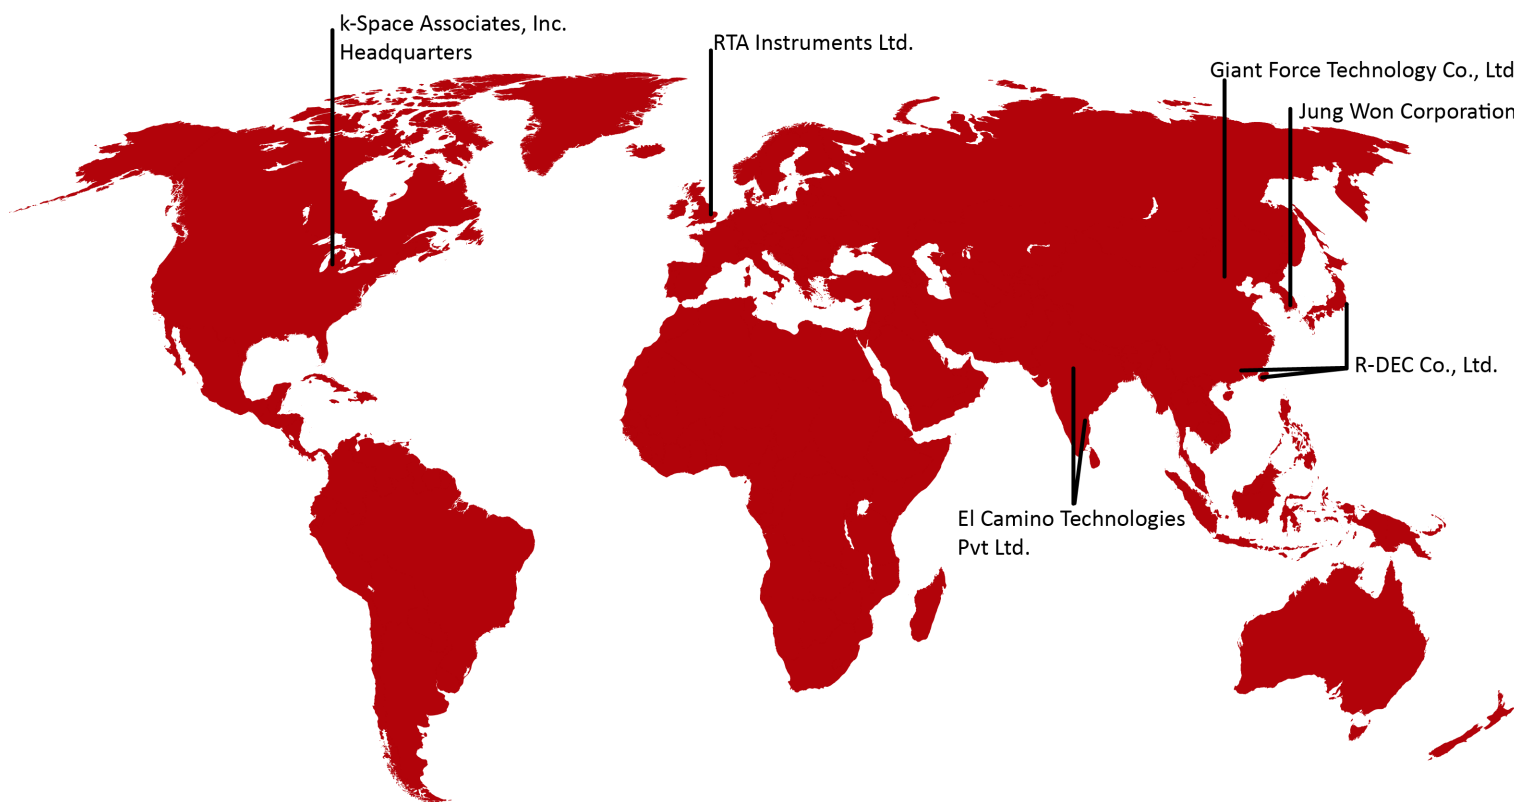 k-Space Associates, Inc.
Headquarters
RTA Instruments Ltd.
Giant Force Technology Co., Ltd
Jung Won Corporation
R-DEC Co., Ltd.
El Camino Technologies
Pvt Ltd.